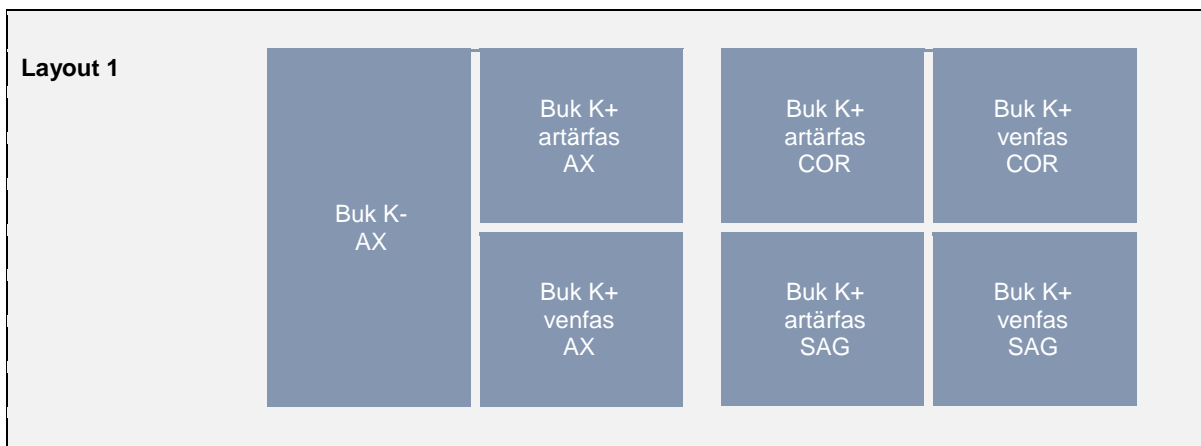 Layout 1
Buk K-
AX
Buk K+
artärfas
AX
Buk K+
venfas
AX
Buk K+
artärfas
COR
Buk K+
venfas
COR
Buk K+
artärfas
SAG
Buk K+
venfas
SAG